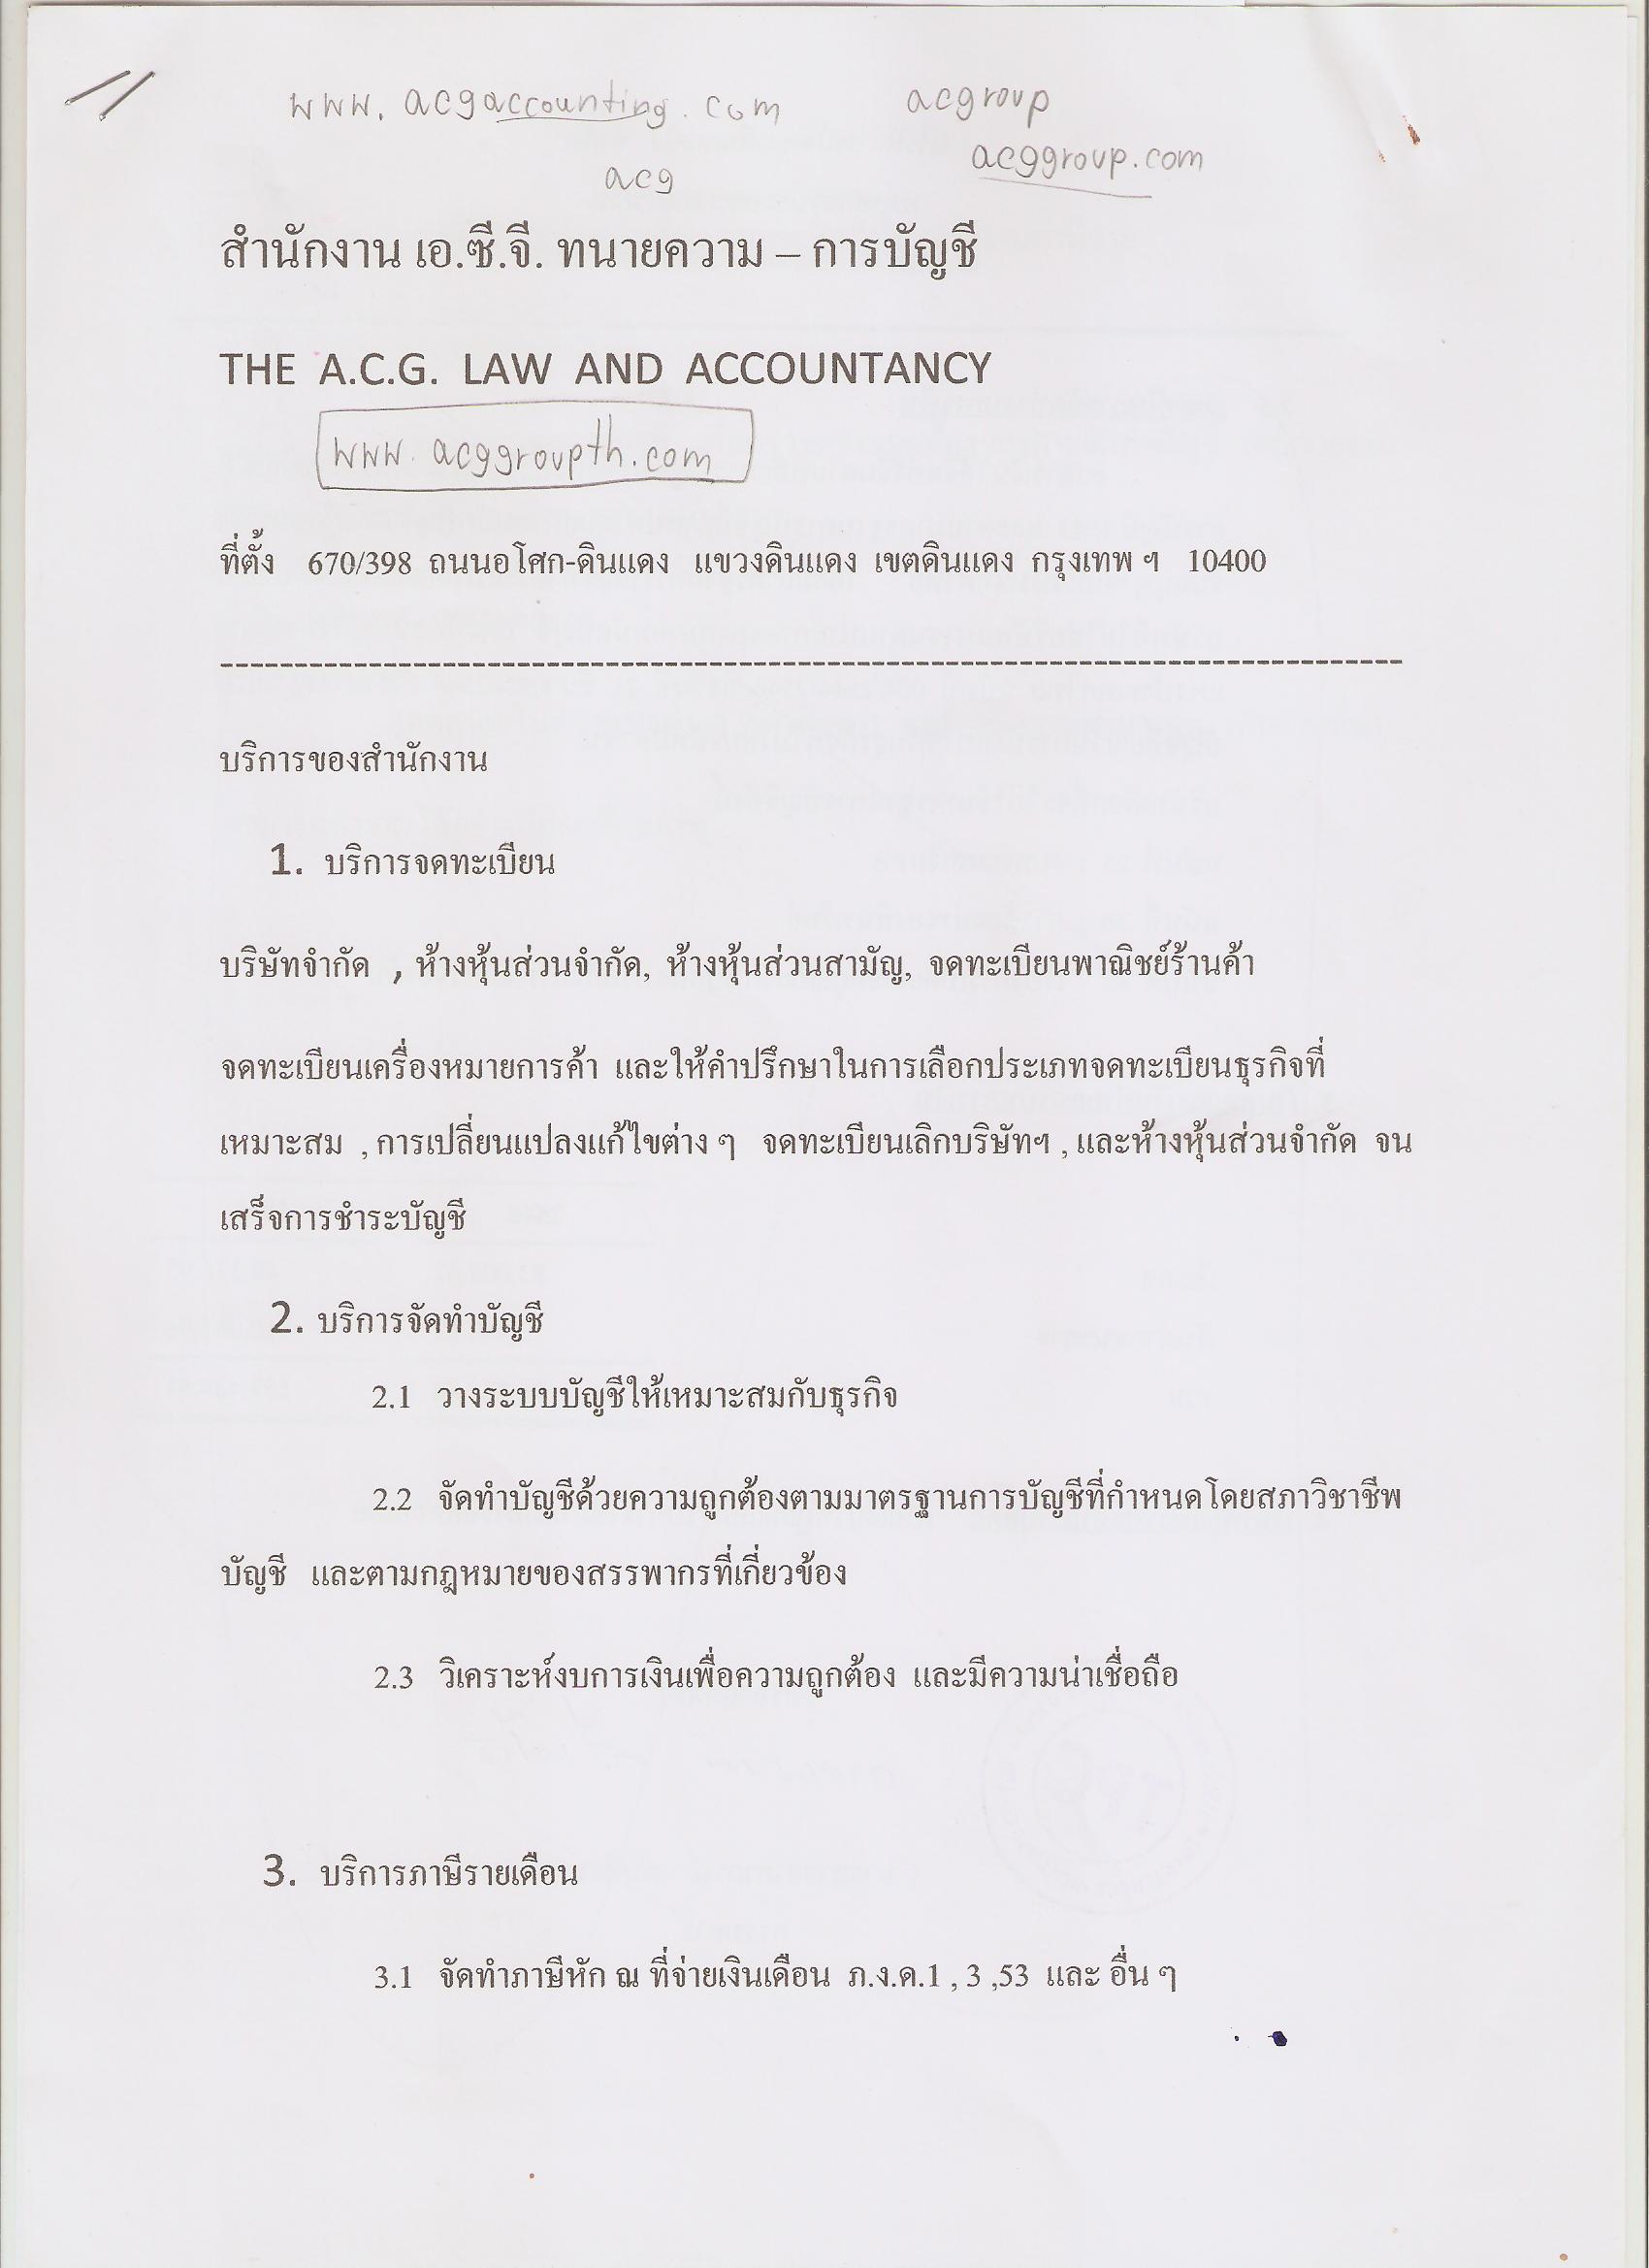 www. acgaccounting. com acgroup
acggroup.com
acg
สำนักงาน เอ.ซี.จี. ทนายความ – การบัญชี
THE A.C.G. LAW AND ACCOUNTANCY
www. acggroupth.com
ที่ตั้ง 670/398 ถนนอโศก-ดินแดง แขวงดินแดง เขตดินแดง กรุงเทพ ฯ 10400
--------------------------------------------------------------------------------
บริการของสำนักงาน
1. บริการจดทะเบียน
บริษัทจำกัด , ห้างหุ้นส่วนจำกัด, ห้างหุ้นส่วนสามัญ, จดทะเบียนพาณิชย์ร้านค้า
จดทะเบียนเครื่องหมายการค้า และให้คำปรึกษาในการเลือกประเภทจดทะเบียนธุรกิจที่
เหมาะสม , การเปลี่ยนแปลงแก้ไขต่าง ๆ จดทะเบียนเลิกบริษัทฯ , และห้างหุ้นส่วนจำกัด จน
เสร็จการชำระบัญชี
2. บริการจัดทำบัญชี
2.1 วางระบบบัญชีให้เหมาะสมกับธุรกิจ
2.2 จัดทำบัญชีด้วยความถูกต้องตามมาตรฐานการบัญชีที่กำหนดโดยสภาวิชาชีพ
บัญชี และตามกฎหมายของสรรพากรที่เกี่ยวข้อง
2.3 วิเคราะห์งบการเงินเพื่อความถูกต้อง และมีความน่าเชื่อถือ
3. บริการภาษีรายเดือน
3.1 จัดทำภาษีหัก ณ ที่จ่ายเงินเดือน ภ.ง.ด.1 , 3 ,53 และ อื่น ๆ